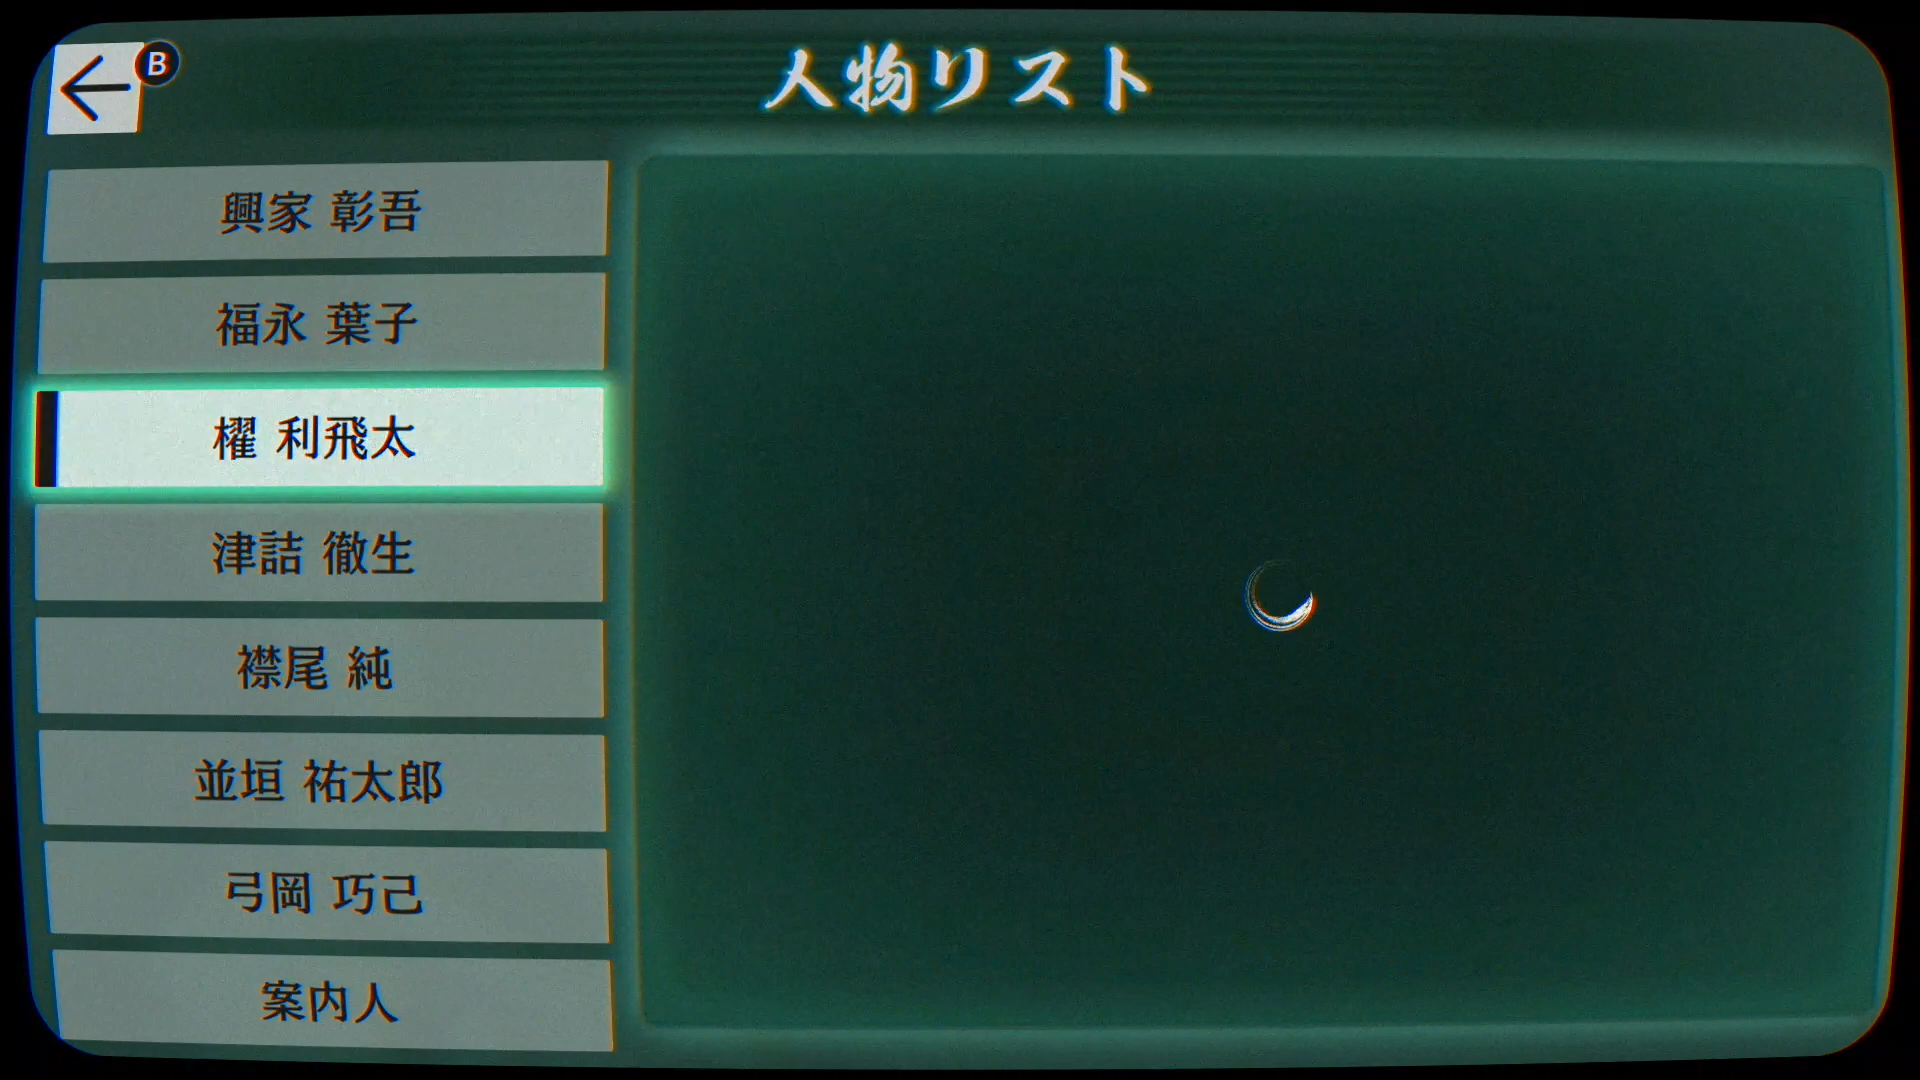 B
人物リスト
興家 彰吾
福永 葉子
櫂 利飛太
津詰 徹生
襟尾 純
並垣 祐太郎
弓岡 巧己
案内人